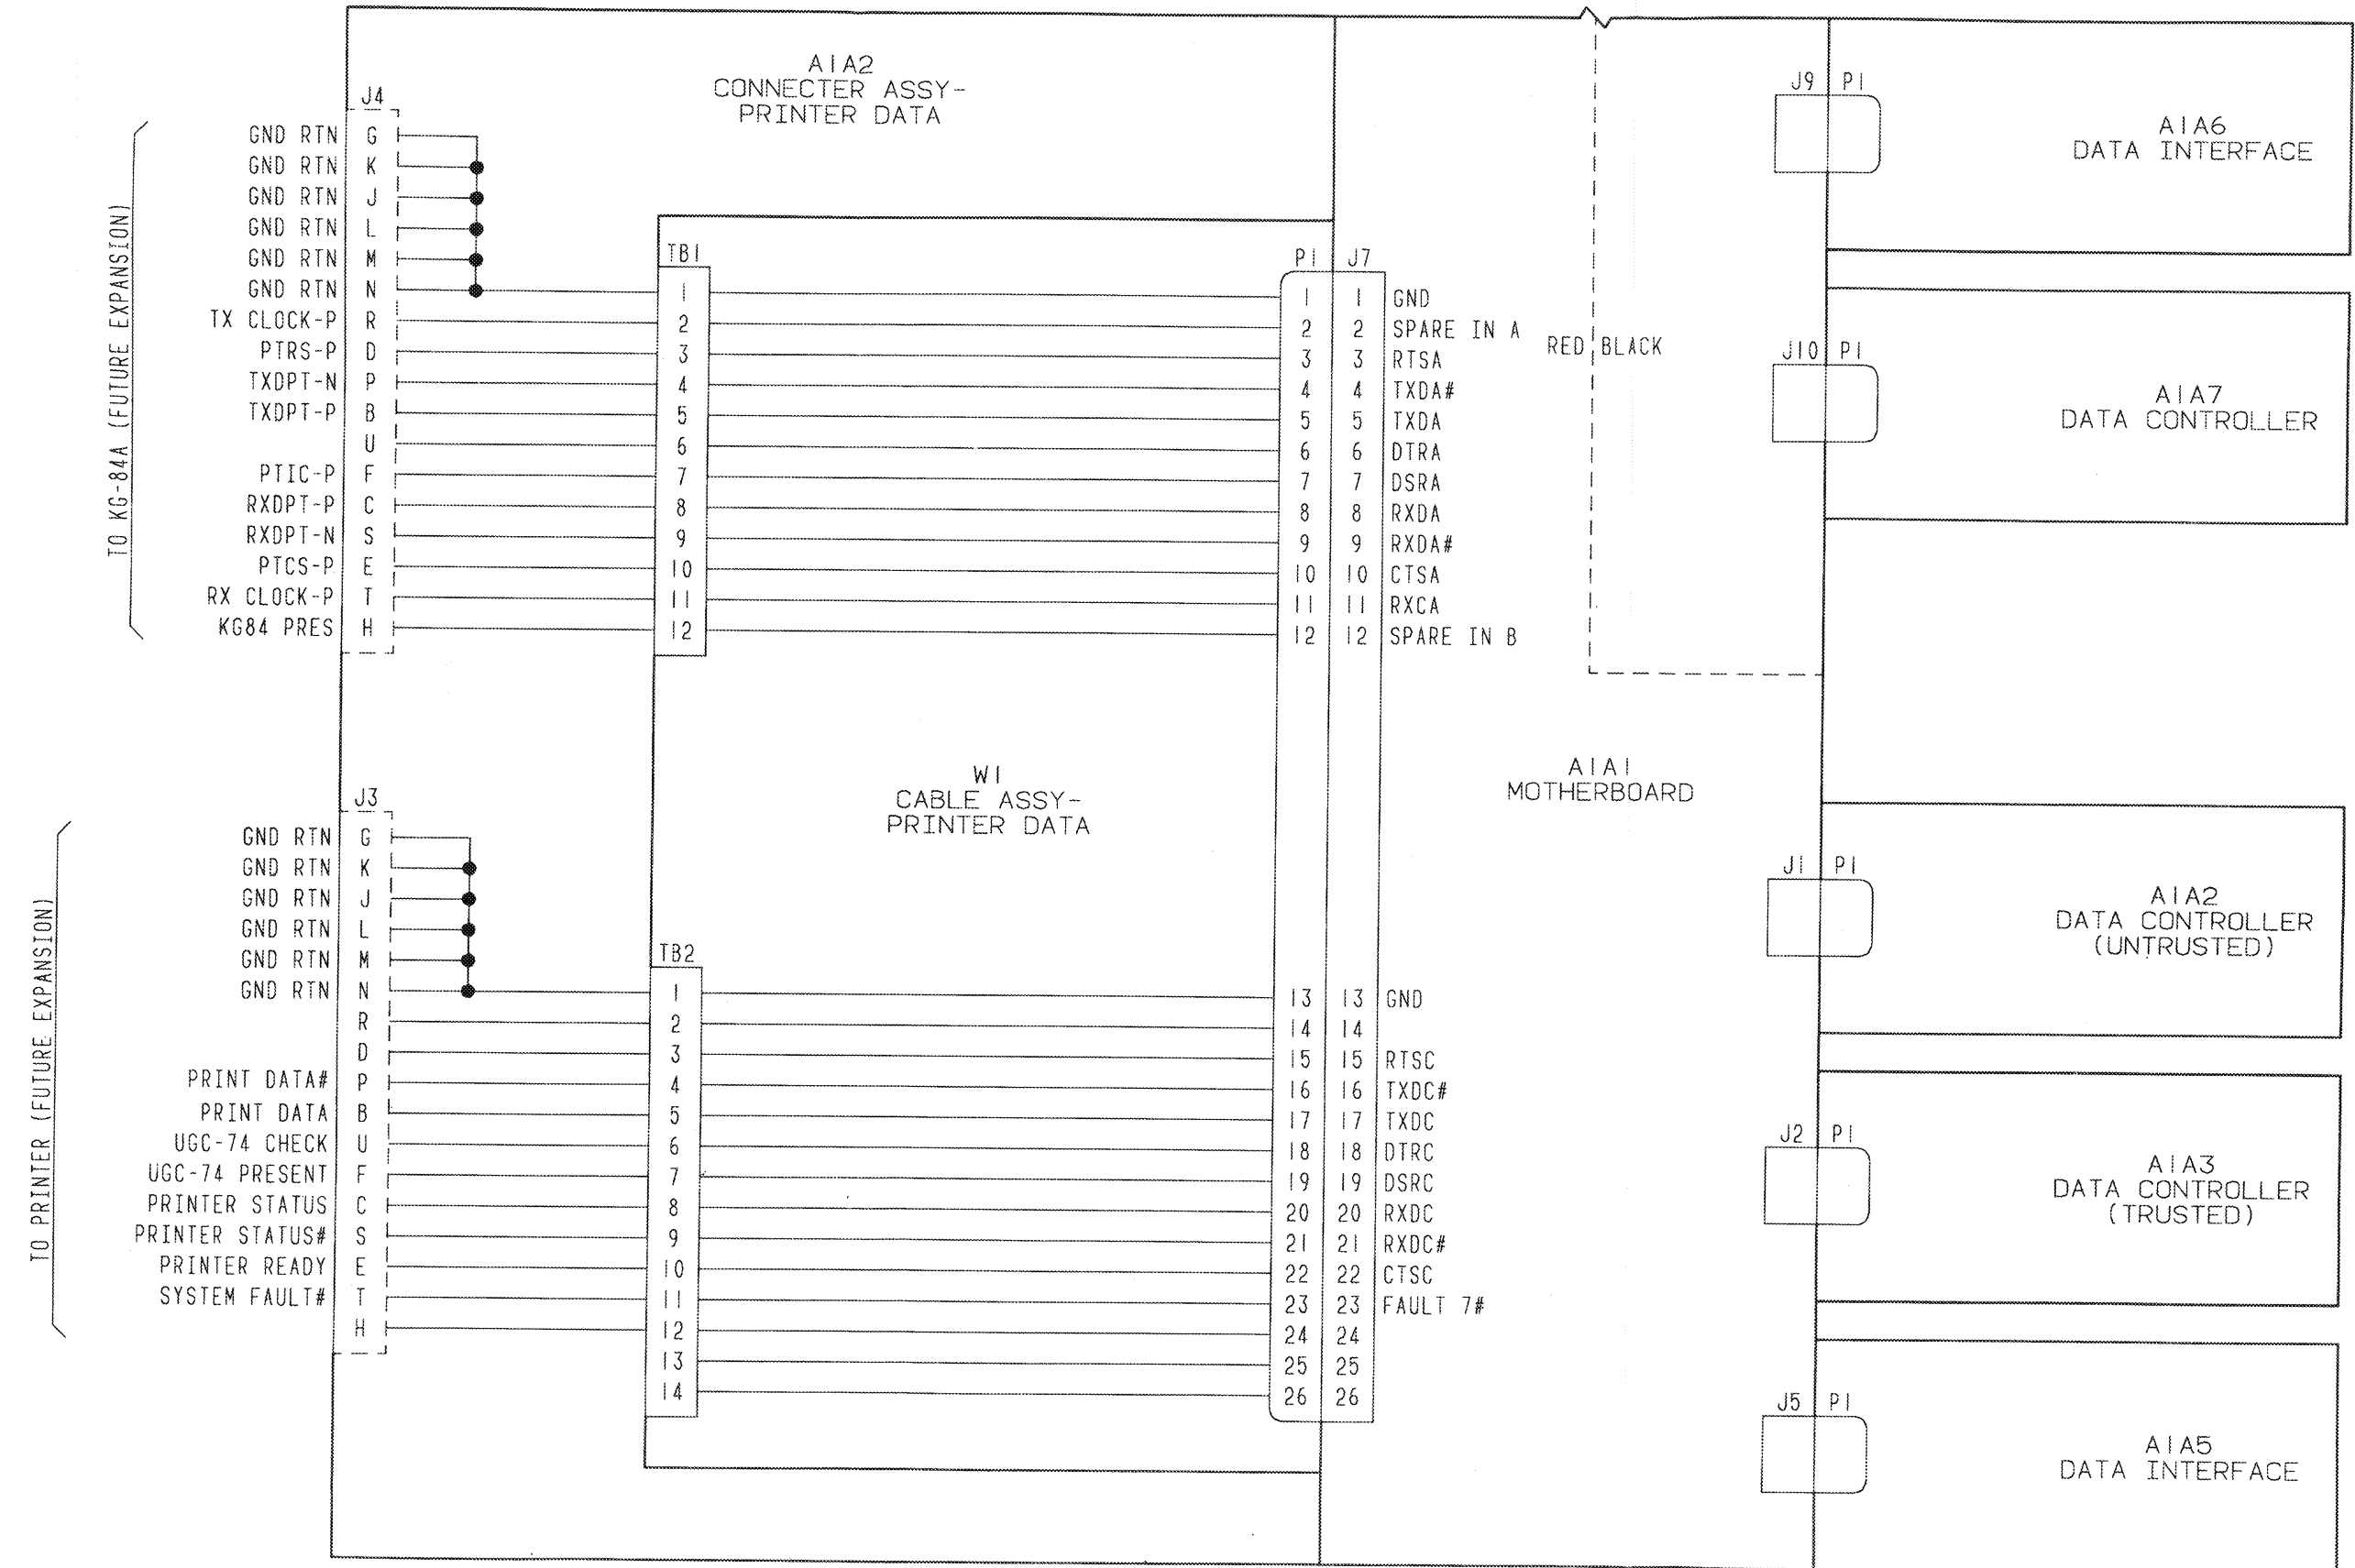 A1A2
CONNECTER ASSY-
PRINTER DATA
J4
TO KG-84A (FUTURE EXPANSION)
GND RTN G
GND RTN K
GND RTN J
GND RTN L
GND RTN M
GND RTN N
TX CLOCK-P R
PTRS-P D
TXDPT-N P
TXDPT-P B
U
PTIC-P F
RXDPT-P C
RXDPT-N S
PTCS-P E
RX CLOCK-P T
KG84 PRES H
TB1
1
2
3
4
5
6
7
8
9
10
11
12
P1 J7
1 1 GND
2 2 SPARE IN A
3 3 RTSA
4 4 TXDA#
5 5 TXDA
6 6 DTRA
7 7 DSRA
8 8 RXDA
9 9 RXDA#
10 10 CTSA
11 11 RXCA
12 12 SPARE IN B
RED BLACK
J3
TO PRINTER (FUTURE EXPANSION)
GND RTN G
GND RTN K
GND RTN J
GND RTN L
GND RTN M
GND RTN N
R
D
PRINT DATA# P
PRINT DATA B
UGC-74 CHECK U
UGC-74 PRESENT F
PRINTER STATUS C
PRINTER STATUS# S
PRINTER READY E
SYSTEM FAULT# T
H
W1
CABLE ASSY-
PRINTER DATA
TB2
1
2
3
4
5
6
7
8
9
10
11
12
13
14
13 13 GND
14 14
15 15 RTSC
16 16 TXDC#
17 17 TXDC
18 18 DTRC
19 19 DSRC
20 20 RXDC
21 21 RXDC#
22 22 CTSC
23 23 FAULT 7#
24 24
25 25
26 26
A1A1
MOTHERBOARD
J9 P1
A1A6
DATA INTERFACE
J10 P1
A1A7
DATA CONTROLLER
J1 P1
A1A2
DATA CONTROLLER
(UNTRUSTED)
J2 P1
A1A3
DATA CONTROLLER
(TRUSTED)
J5 P1
A1A5
DATA INTERFACE